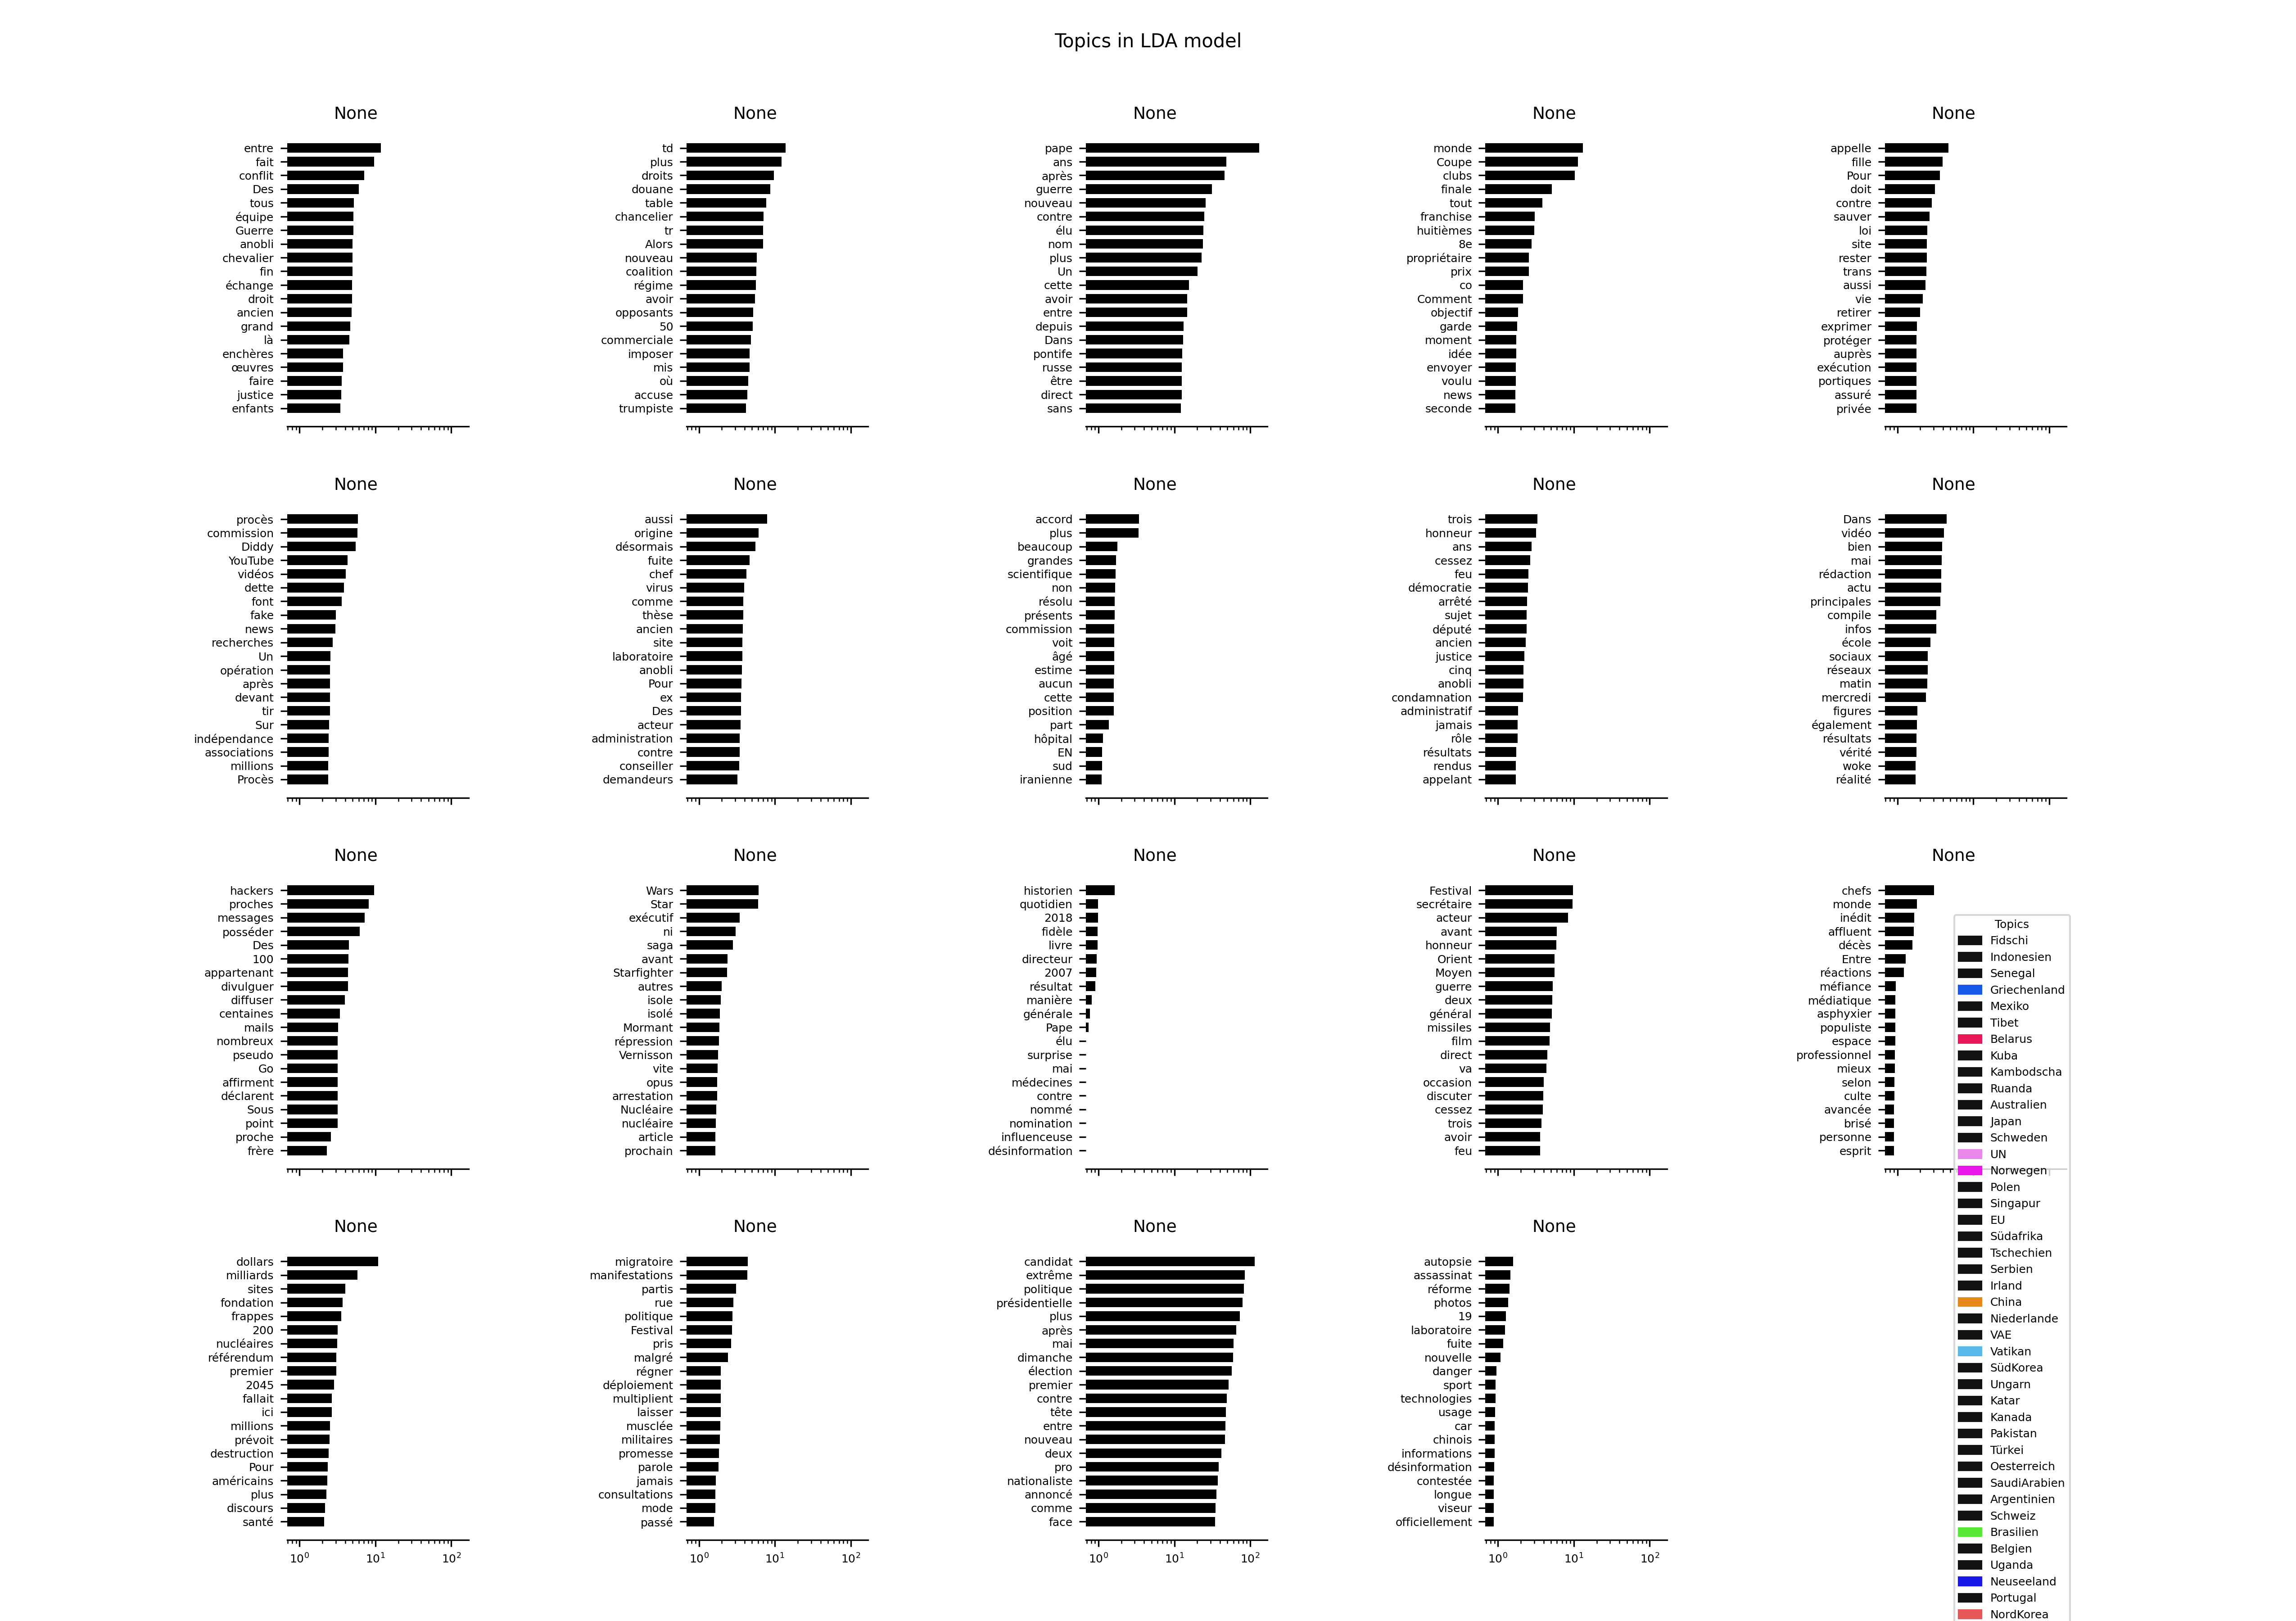 Topics in LDA model
None
entre
fait
conflit
Des
tous
équipe
Guerre
anobli
chevalier
fin
échange
droit
ancien
grand
là
enchères
œuvres
faire
justice
enfants
None
td
plus
droits
douane
table
chancelier
tr
Alors
nouveau
coalition
régime
avoir
opposants
50
commerciale
imposer
mis
où
accuse
trumpiste
None
pape
ans
après
guerre
nouveau
contre
élu
nom
plus
Un
cette
avoir
entre
depuis
Dans
pontife
russe
être
direct
sans
None
monde
Coupe
clubs
finale
tout
franchise
huitièmes
8e
propriétaire
prix
co
Comment
objectif
garde
moment
idée
envoyer
voulu
news
seconde
None
appelle
fille
Pour
doit
contre
sauver
loi
site
rester
trans
aussi
vie
retirer
exprimer
protéger
auprès
exécution
portiques
assuré
privée
None
procès
commission
Diddy
YouTube
vidéos
dette
font
fake
news
recherches
Un
opération
après
devant
tir
Sur
indépendance
associations
millions
Procès
None
aussi
origine
désormais
fuite
chef
virus
comme
thèse
ancien
site
laboratoire
anobli
Pour
ex
Des
acteur
administration
contre
conseiller
demandeurs
None
accord
plus
beaucoup
grandes
scientifique
non
résolu
présents
commission
voit
âgé
estime
aucun
cette
position
part
hôpital
EN
sud
iranienne
None
trois
honneur
ans
cessez
feu
démocratie
arrêté
sujet
député
ancien
justice
cinq
anobli
condamnation
administratif
jamais
rôle
résultats
rendus
appelant
None
Dans
vidéo
bien
mai
rédaction
actu
principales
compile
infos
école
sociaux
réseaux
matin
mercredi
figures
également
résultats
vérité
woke
réalité
None
hackers
proches
messages
posséder
Des
100
appartenant
divulguer
diffuser
centaines
mails
nombreux
pseudo
Go
affirment
déclarent
Sous
point
proche
frère
None
Wars
Star
exécutif
ni
saga
avant
Starfighter
autres
isole
isolé
Mormant
répression
Vernisson
vite
opus
arrestation
Nucléaire
nucléaire
article
prochain
None
historien
quotidien
2018
fidèle
livre
directeur
2007
résultat
manière
générale
Pape
élu
surprise
mai
médecines
contre
nommé
nomination
influenceuse
désinformation
None
Festival
secrétaire
acteur
avant
honneur
Orient
Moyen
guerre
deux
général
missiles
film
direct
va
occasion
discuter
cessez
trois
avoir
feu
None
chefs
monde
inédit
affluent
décès
Entre
réactions
méfiance
médiatique
asphyxier
populiste
espace
professionnel
mieux
selon
culte
avancée
brisé
personne
esprit
None
dollars
milliards
sites
fondation
frappes
200
nucléaires
référendum
premier
2045
fallait
ici
millions
prévoit
destruction
Pour
américains
plus
discours
santé
10⁰ 10¹ 10²
None
migratoire
manifestations
partis
rue
politique
Festival
pris
malgré
régner
déploiement
multiplient
laisser
musclée
militaires
promesse
parole
jamais
consultations
mode
passé
10⁰ 10¹ 10²
None
candidat
extrême
politique
présidentielle
plus
après
mai
dimanche
élection
premier
contre
tête
entre
nouveau
deux
pro
nationaliste
annoncé
comme
face
10⁰ 10¹ 10²
None
autopsie
assassinat
réforme
photos
19
laboratoire
fuite
nouvelle
danger
sport
technologies
usage
car
chinois
informations
désinformation
contestée
longue
viseur
officiellement
10⁰ 10¹ 10²
Topics
Fidschi
Indonesien
Senegal
Griechenland
Mexiko
Tibet
Belarus
Kuba
Kambodscha
Ruanda
Australien
Japan
Schweden
UN
Norwegen
Polen
Singapur
EU
Südafrika
Tschechien
Serbien
Irland
China
Niederlande
VAE
Vatikan
SüdKorea
Ungarn
Katar
Kanada
Pakistan
Türkei
Oesterreich
SaudiArabien
Argentinien
Schweiz
Brasilien
Belgien
Uganda
Neuseeland
Portugal
NordKorea